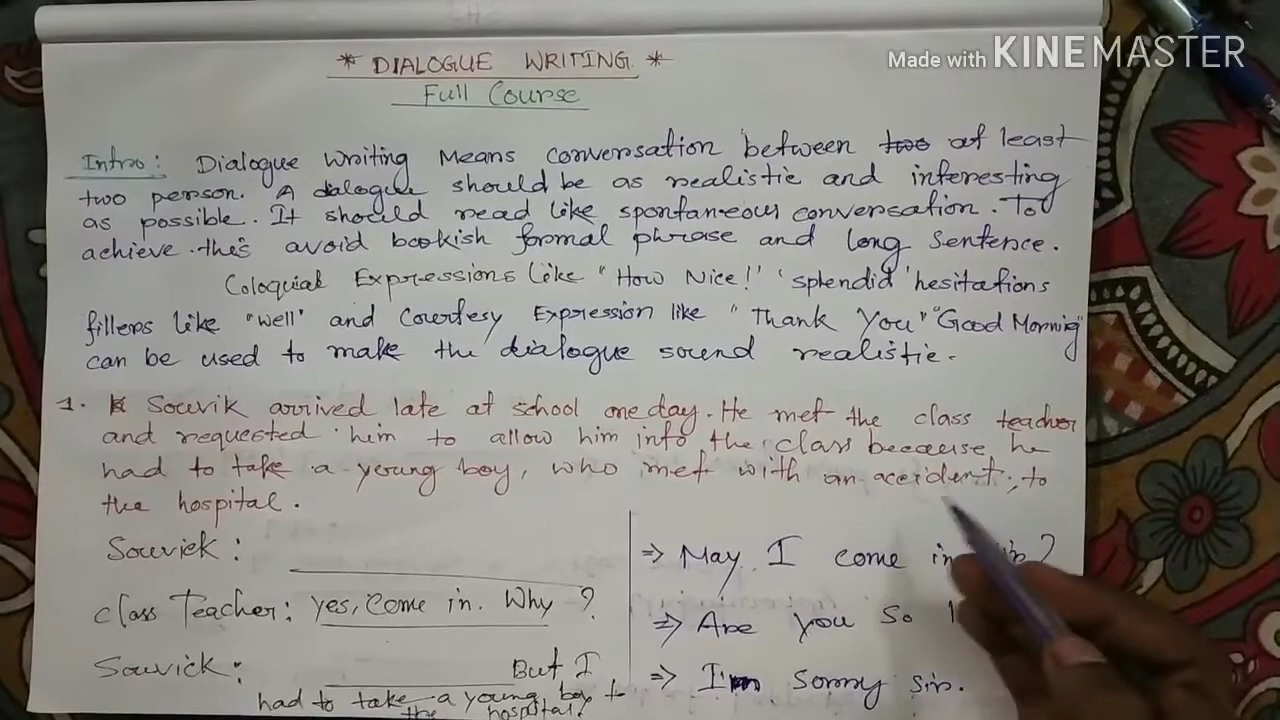 Made with KINEMASTER
* DIALOGUE WRITING *
Full Course
Intro: Dialogue Writing Means conversation between two at least
two person. A dalogue should be as realistic and interesting
as possible. It should read like spontaneous conversation. To
achieve this avoid bookish formal phrase and long sentence.
Coloquial Expressions like "How Nice!' 'splendid' hesitations
fillers like "well" and Courtesy Expression like "Thank You" "Good Mornig"
can be used to make the dialogue sound realistic.
1. Souvik arrived late at school one day. He met the class teacher
and requested him to allow him into the class because he
had to take a young boy, who met with an accident, to
the hospital.
Souvick :
⇒ May I come in
?
Class Teacher: yes, Come in. Why ?
⇒ Are you so
Souvick : But I
⇒ I'm sorry sir.
had to take a young boy to
the hospital.